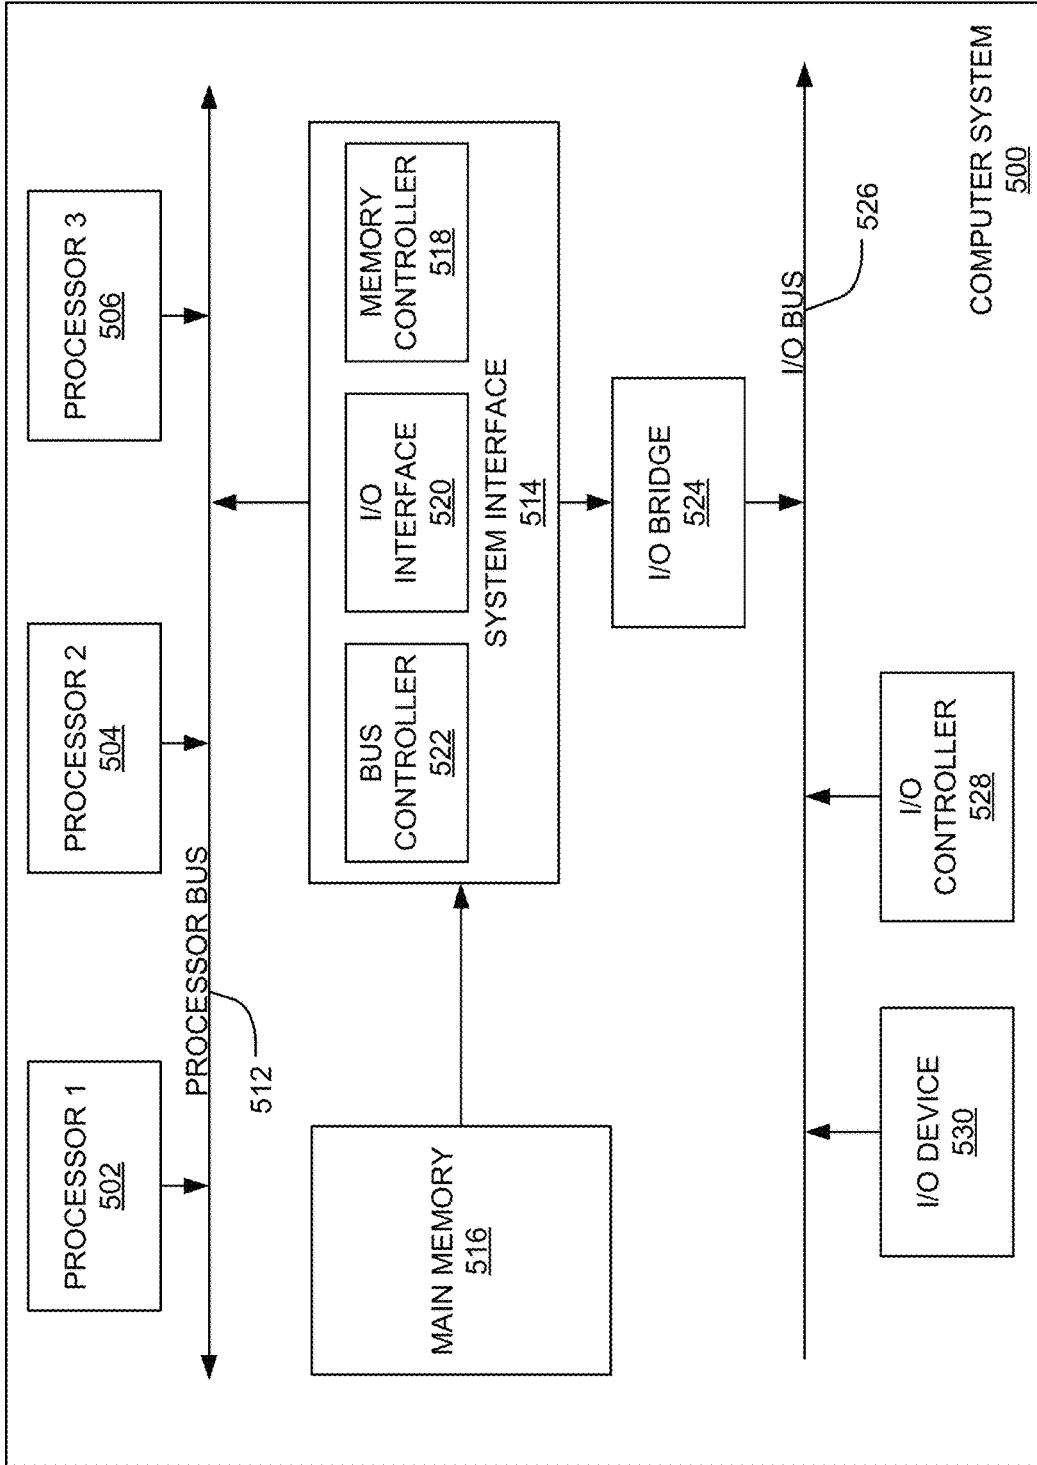 PROCESSOR 1
502
PROCESSOR 2
504
PROCESSOR 3
506
PROCESSOR BUS
512
MAIN MEMORY
516
BUS
CONTROLLER
522
I/O
INTERFACE
520
MEMORY
CONTROLLER
518
SYSTEM INTERFACE
514
I/O BRIDGE
524
I/O BUS
526
I/O DEVICE
530
I/O
CONTROLLER
528
COMPUTER SYSTEM
500